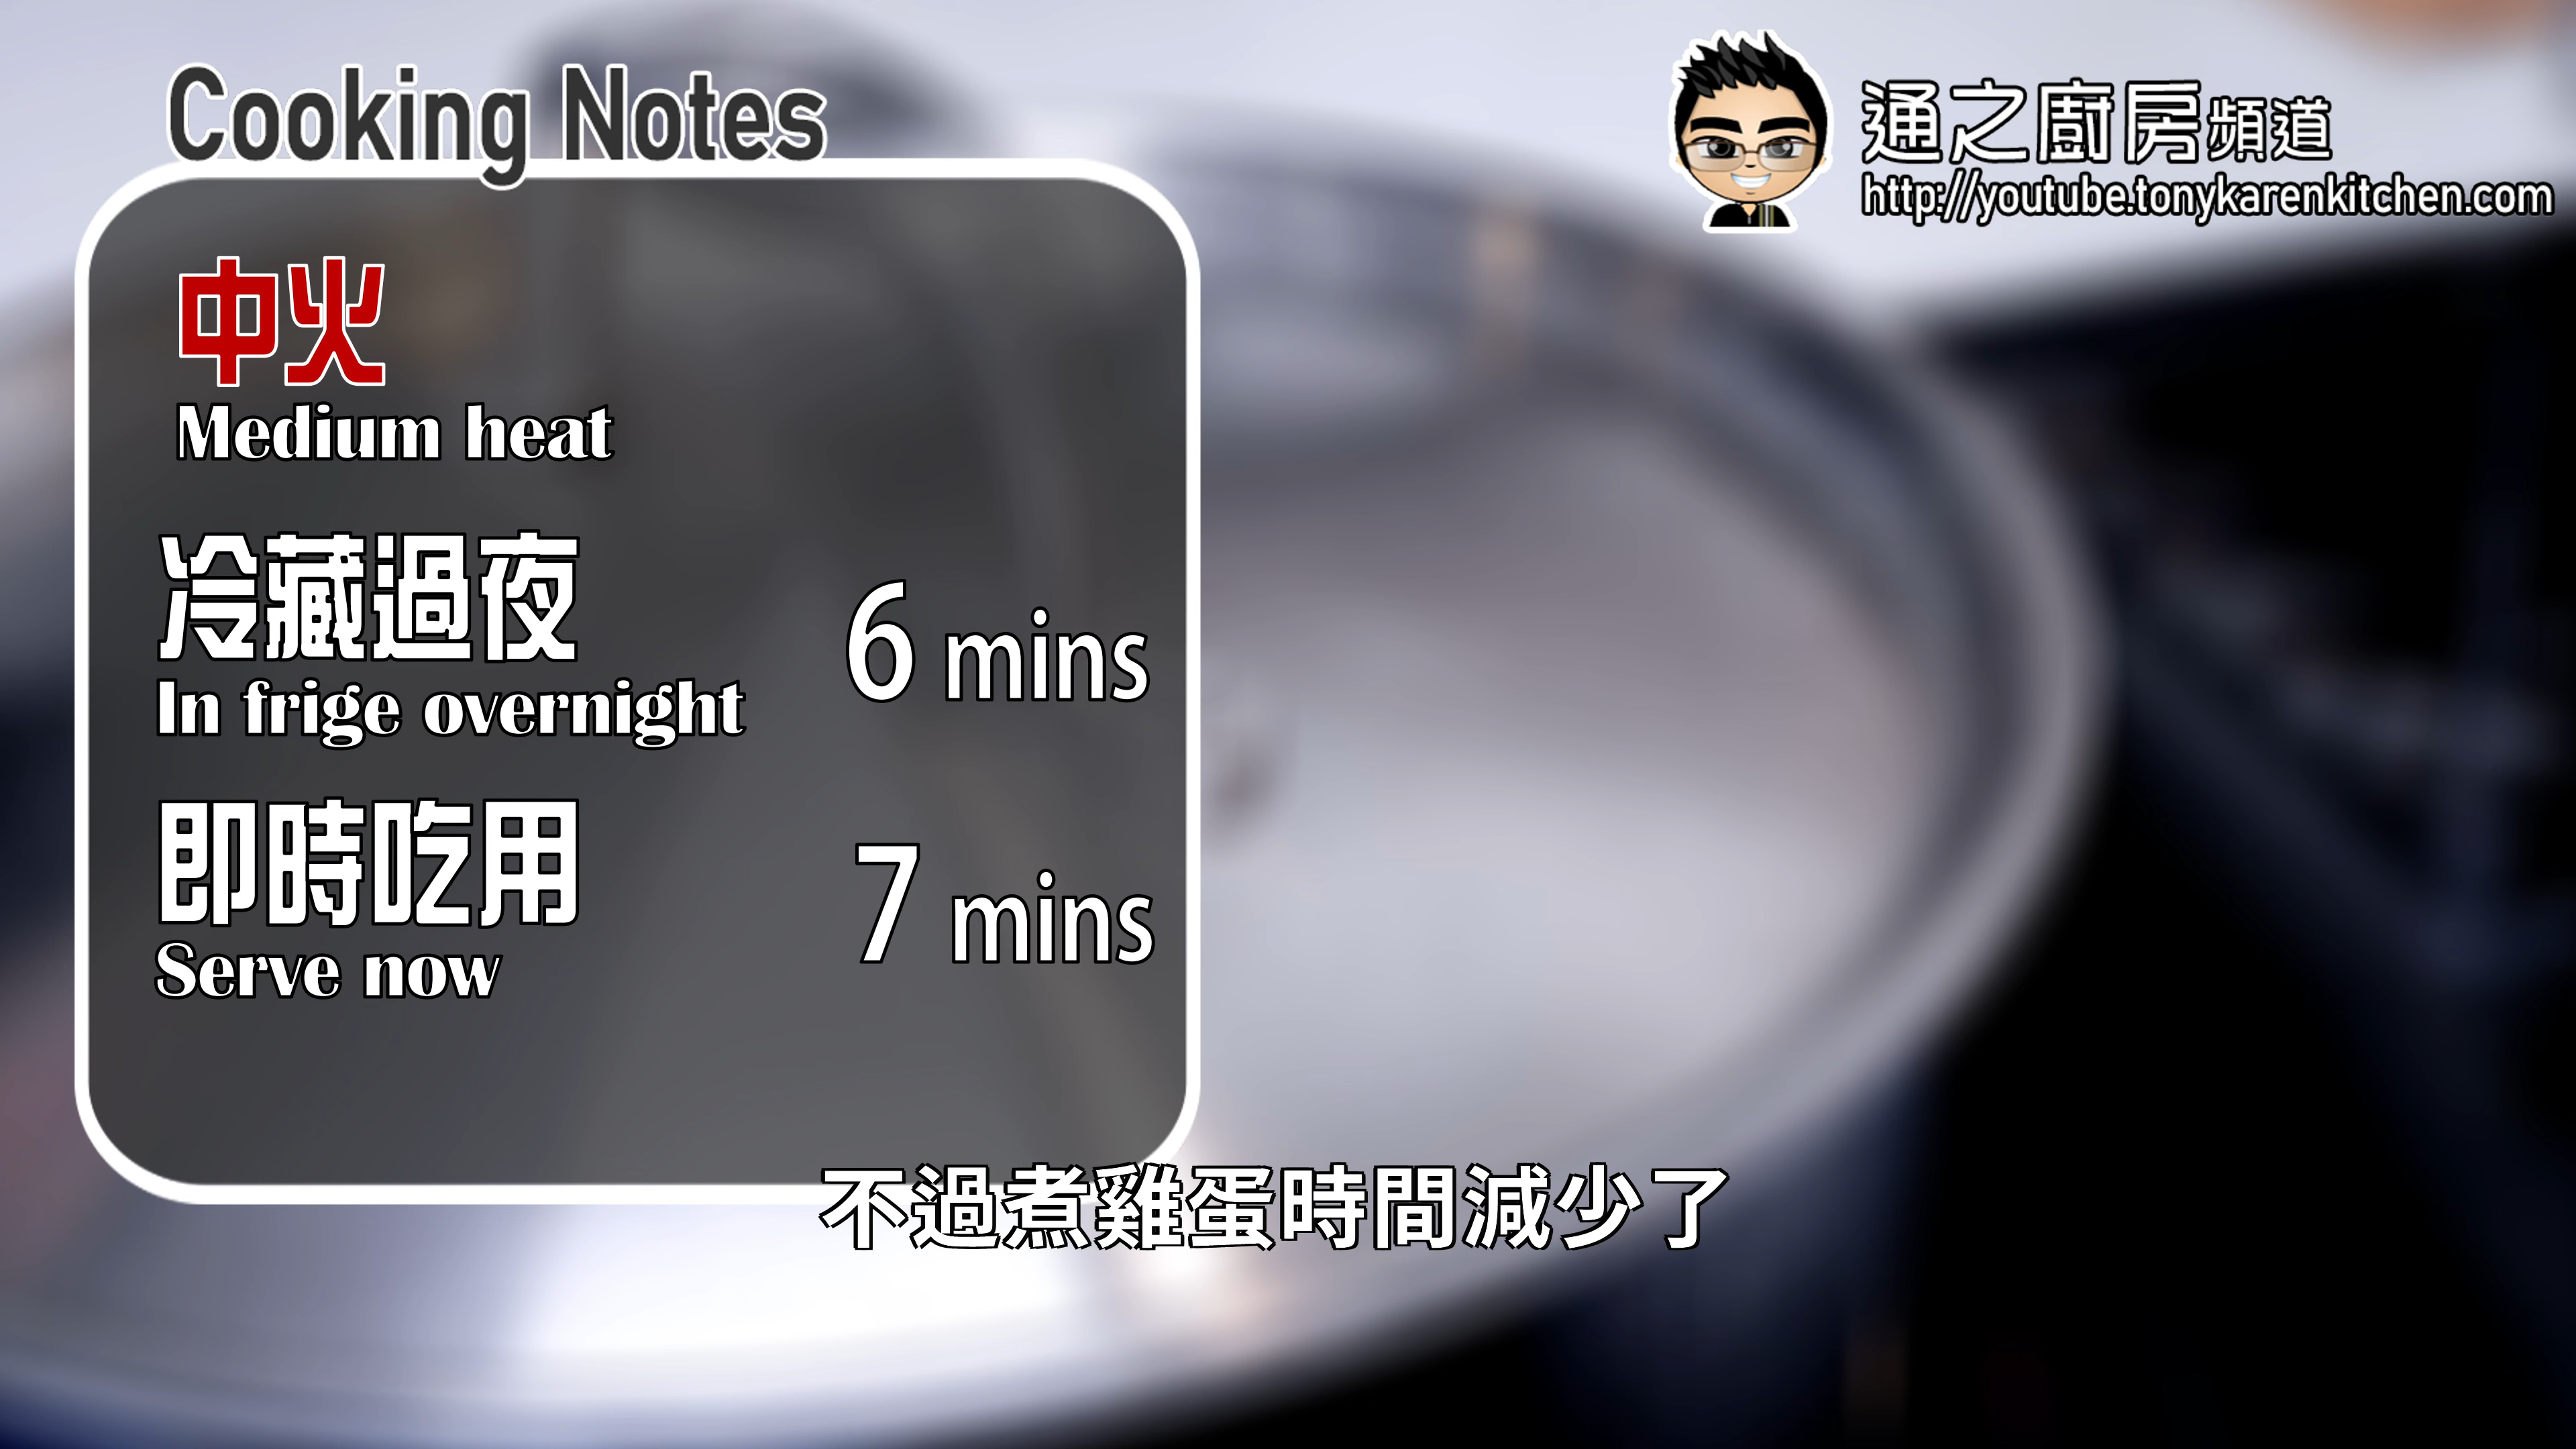 Cooking Notes
通之廚房頻道
http://youtube.tonykarenkitchen.com
中火
Medium heat
冷藏過夜
In frige overnight
6 mins
即時吃用
Serve now
7 mins
不過煮雞蛋時間減少了